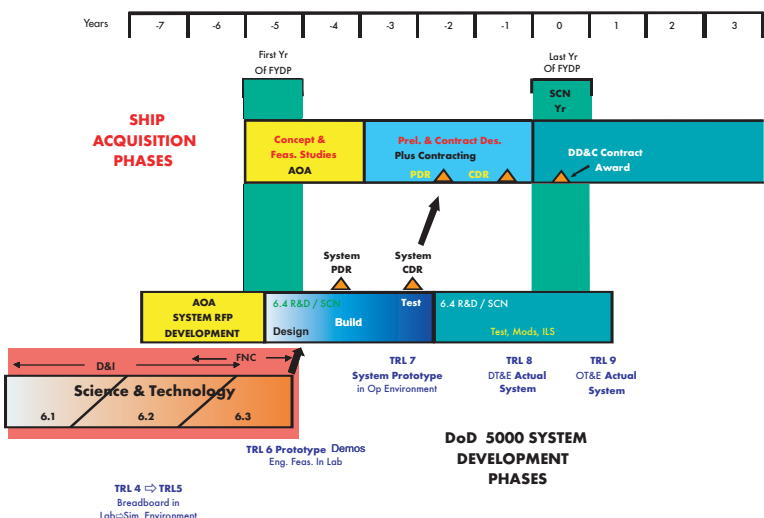 Years -7 -6 -5 -4 -3 -2 -1 0 1 2 3
First Yr
Of FYDP
Last Yr
Of FYDP
SCN
Yr
SHIP
ACQUISITION
PHASES
Concept &
Feas. Studies
AOA
Prel. & Contract Des.
Plus Contracting
PDR CDR
DD&C Contract
Award
System
PDR
System
CDR
AOA
SYSTEM RFP
DEVELOPMENT
6.4 R&D / SCN
Design
Build
Test
6.4 R&D / SCN
Test, Mods, ILS
FNC
D&I
Science & Technology
6.1 6.2 6.3
TRL 7
System Prototype
in Op Environment
TRL 8
DT&E Actual
System
TRL 9
OT&E Actual
System
TRL 6 Prototype Demos
Eng. Feas. In Lab
DoD 5000 SYSTEM
DEVELOPMENT
PHASES
TRL 4 ⇨ TRL5
Breadboard in
Lab⇨Sim. Environment